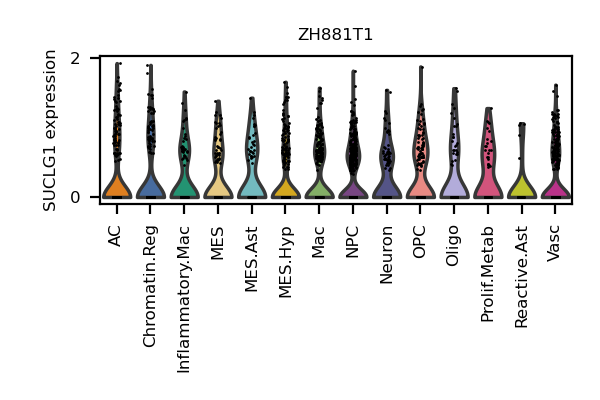 ZH881T1
SUCLG1 expression
2
0
AC
Chromatin.Reg
Inflammatory.Mac
MES
MES.Ast
MES.Hyp
Mac
NPC
Neuron
OPC
Oligo
Prolif.Metab
Reactive.Ast
Vasc